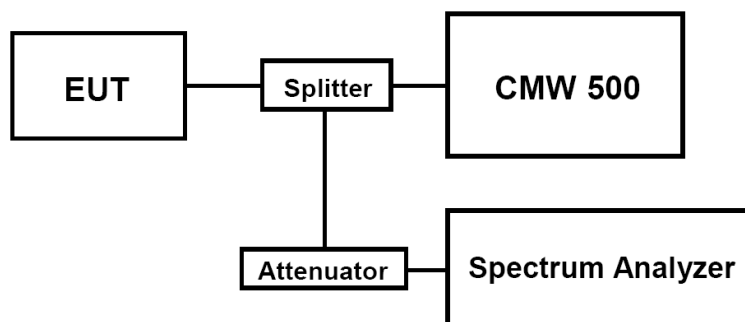 EUT
Splitter
CMW 500
Attenuator
Spectrum Analyzer